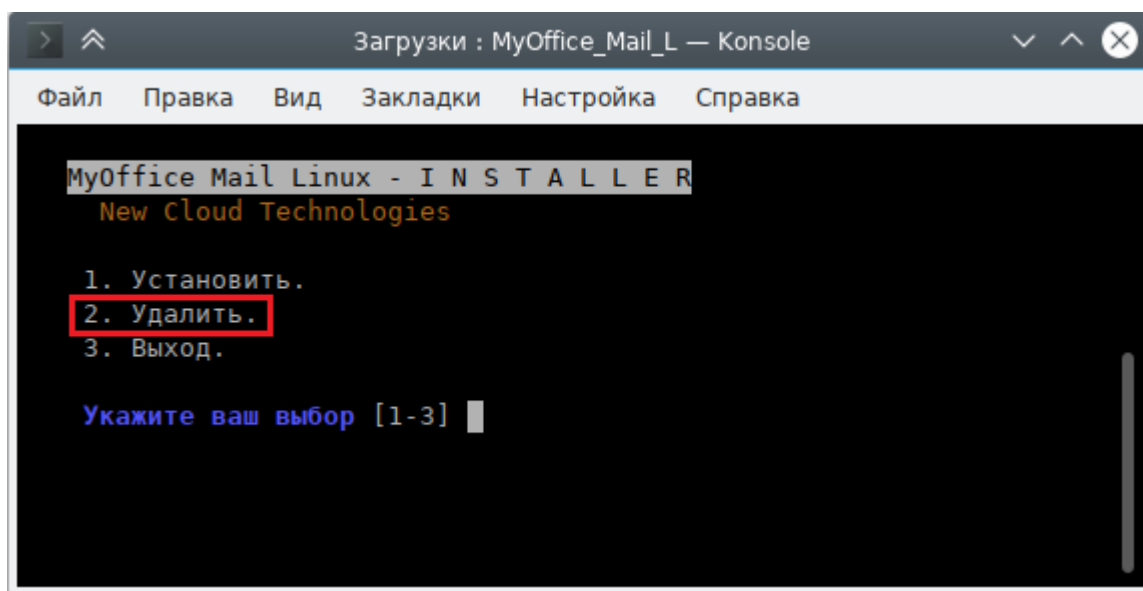 Загрузки : MyOffice_Mail_L — Konsole
Файл Правка Вид Закладки Настройка Справка
MyOffice Mail Linux - I N S T A L L E R
New Cloud Technologies
1. Установить.
2. Удалить.
3. Выход.
Укажите ваш выбор [1-3]